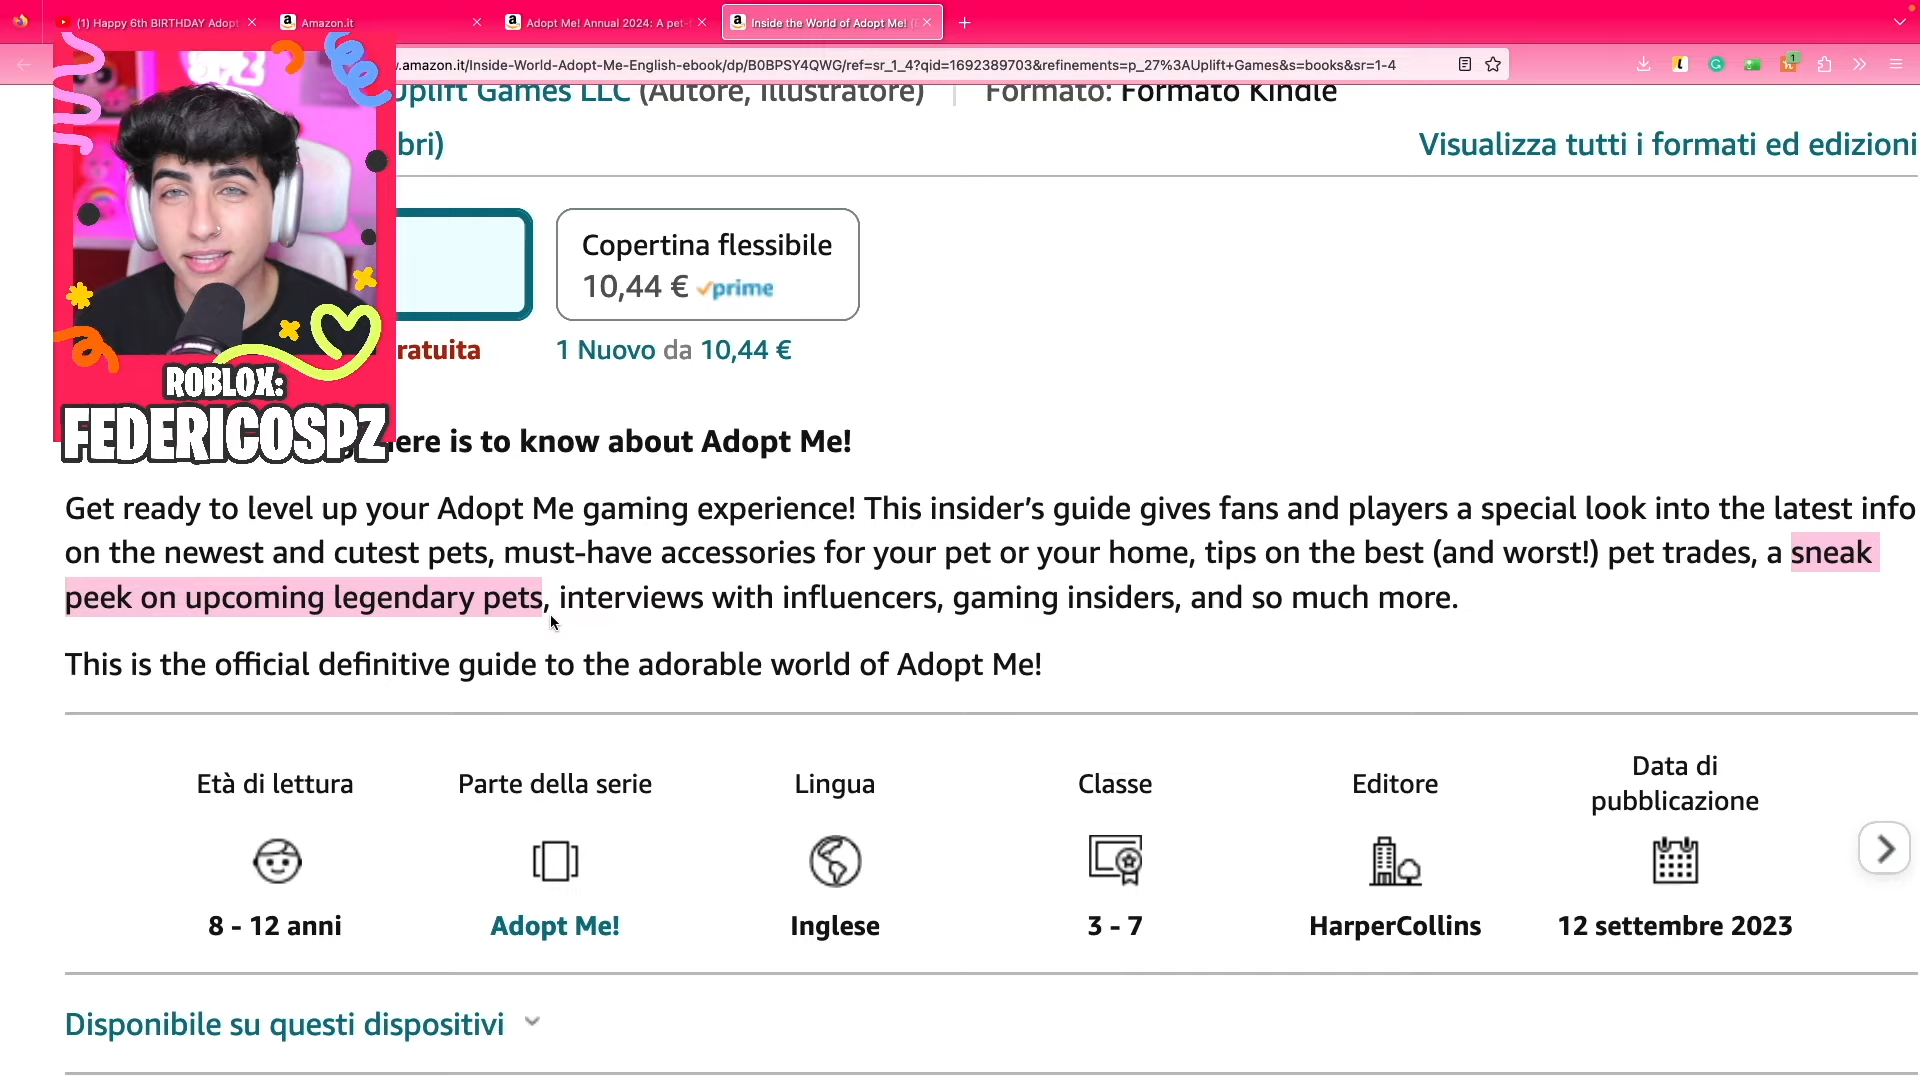 (1) Happy 6th BIRTHDAY Adopt
Amazon.it
Adopt Me! Annual 2024: A pet-
Inside the World of Adopt Me!
.amazon.it/Inside-World-Adopt-Me-English-ebook/dp/B0BPSY4QWG/ref=sr_1_4?qid=1692389703&refinements=p_27%3AUplift+Games&s=books&sr=1-4
Uplift Games LLC (Autore, Illustratore) Formato: Formato Kindle
bri)
Visualizza tutti i formati ed edizioni
Copertina flessibile
10,44 € prime
ratuita
1 Nuovo da 10,44 €
ROBLOX:
FEDERICOSPZ
ere is to know about Adopt Me!
Get ready to level up your Adopt Me gaming experience! This insider’s guide gives fans and players a special look into the latest info
on the newest and cutest pets, must-have accessories for your pet or your home, tips on the best (and worst!) pet trades, a sneak
peek on upcoming legendary pets, interviews with influencers, gaming insiders, and so much more.
This is the official definitive guide to the adorable world of Adopt Me!
Età di lettura
8 - 12 anni
Parte della serie
Adopt Me!
Lingua
Inglese
Classe
3 - 7
Editore
HarperCollins
Data di
pubblicazione
12 settembre 2023
Disponibile su questi dispositivi